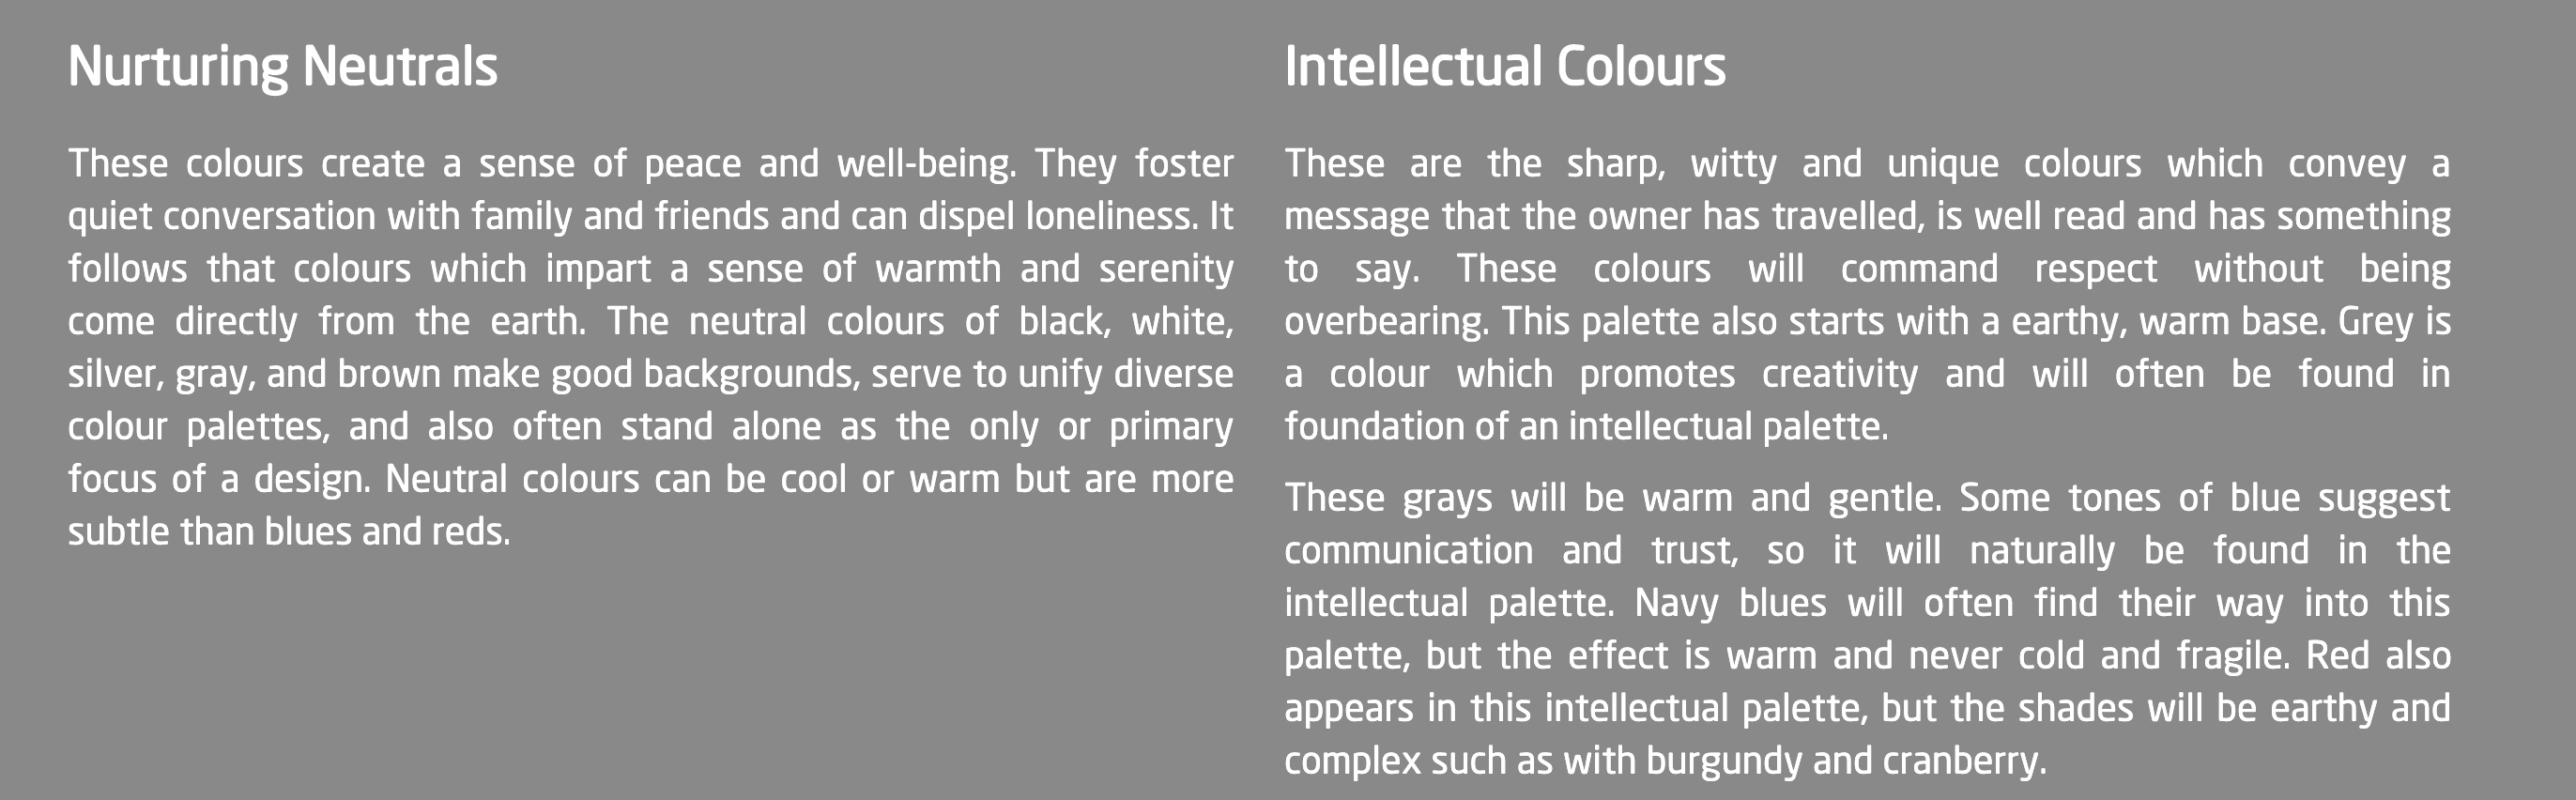 Nurturing Neutrals
These colours create a sense of peace and well-being. They foster
quiet conversation with family and friends and can dispel loneliness. It
follows that colours which impart a sense of warmth and serenity
come directly from the earth. The neutral colours of black, white,
silver, gray, and brown make good backgrounds, serve to unify diverse
colour palettes, and also often stand alone as the only or primary
focus of a design. Neutral colours can be cool or warm but are more
subtle than blues and reds.
Intellectual Colours
These are the sharp, witty and unique colours which convey a
message that the owner has travelled, is well read and has something
to say. These colours will command respect without being
overbearing. This palette also starts with a earthy, warm base. Grey is
a colour which promotes creativity and will often be found in
foundation of an intellectual palette.
These grays will be warm and gentle. Some tones of blue suggest
communication and trust, so it will naturally be found in the
intellectual palette. Navy blues will often find their way into this
palette, but the effect is warm and never cold and fragile. Red also
appears in this intellectual palette, but the shades will be earthy and
complex such as with burgundy and cranberry.